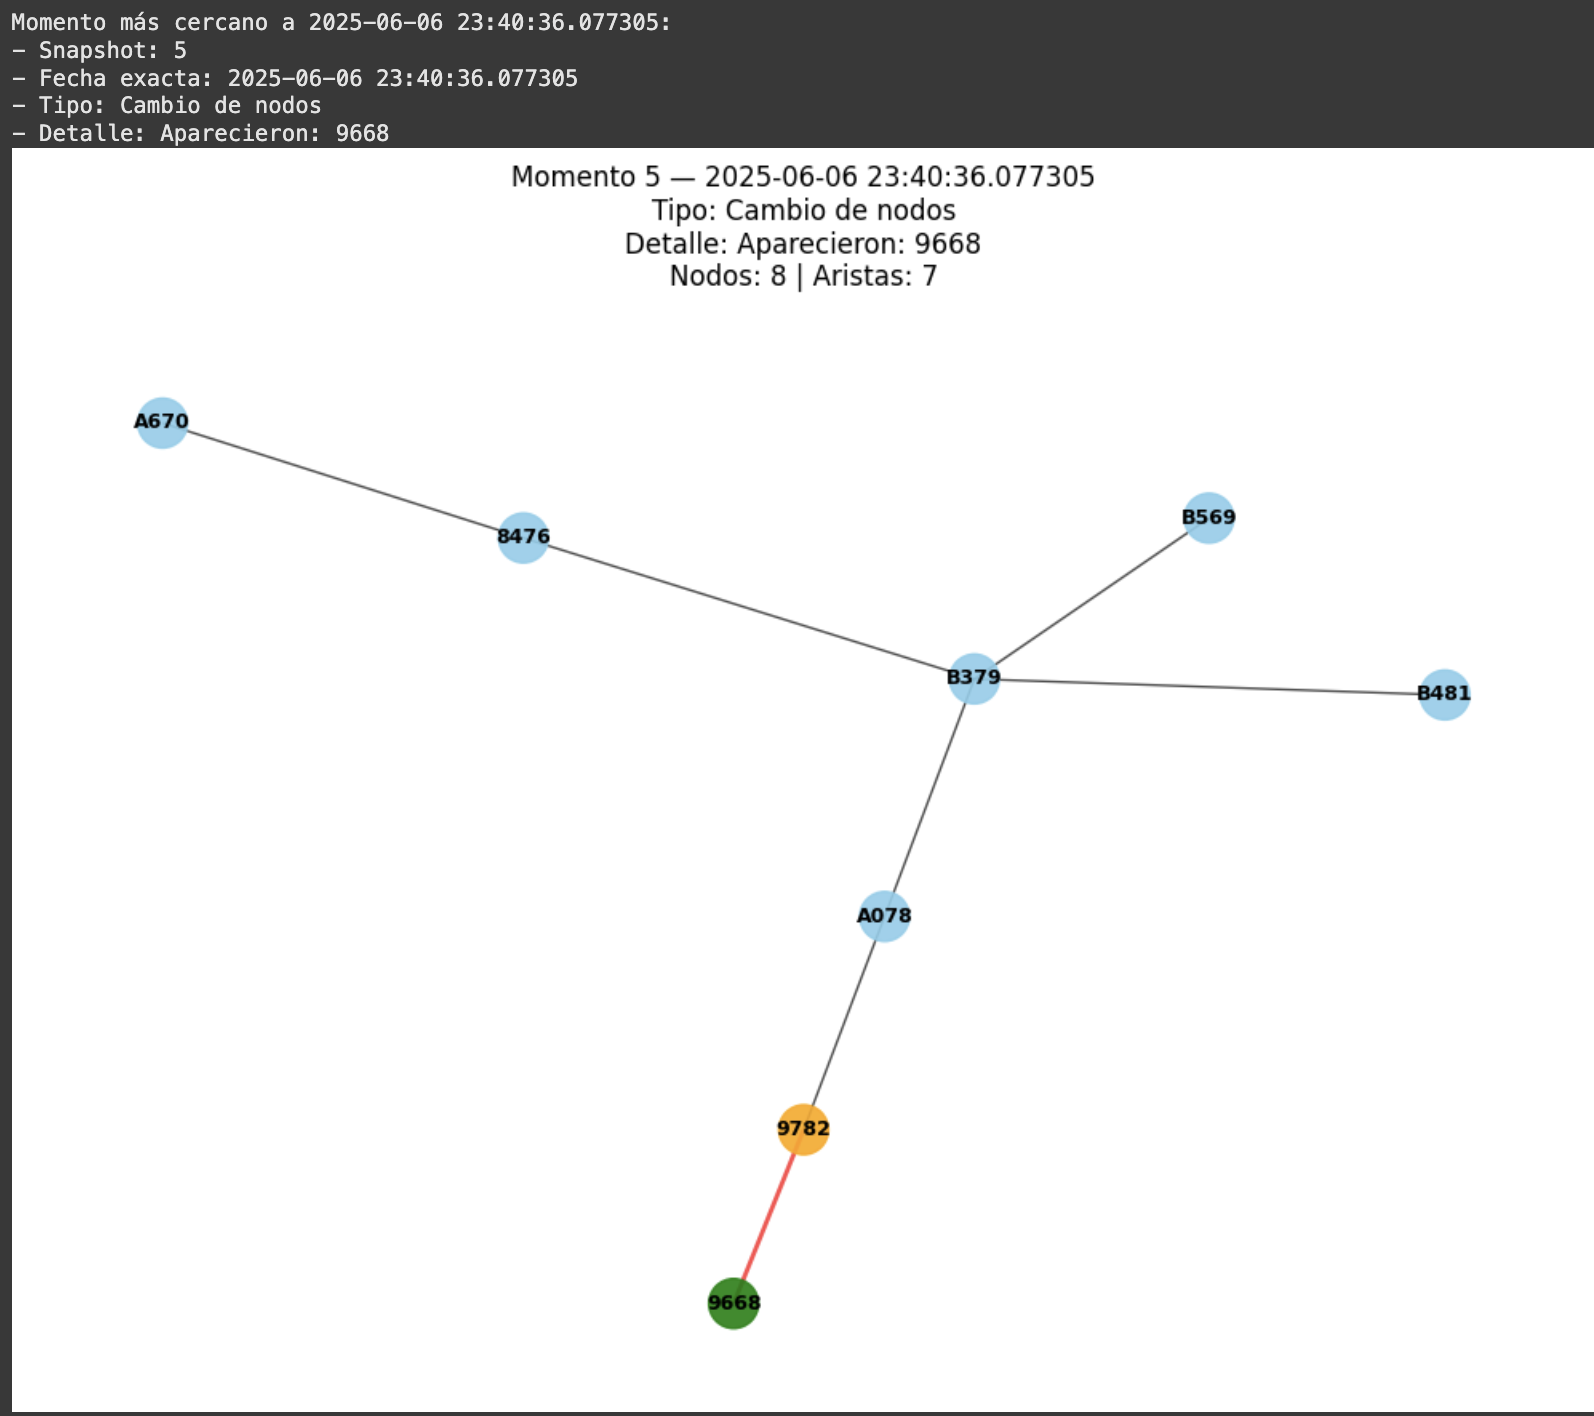 Momento más cercano a 2025-06-06 23:40:36.077305:
- Snapshot: 5
- Fecha exacta: 2025-06-06 23:40:36.077305
- Tipo: Cambio de nodos
- Detalle: Aparecieron: 9668
Momento 5 — 2025-06-06 23:40:36.077305
Tipo: Cambio de nodos
Detalle: Aparecieron: 9668
Nodos: 8 | Aristas: 7
A670
B569
8476
B379
B481
A078
9782
9668